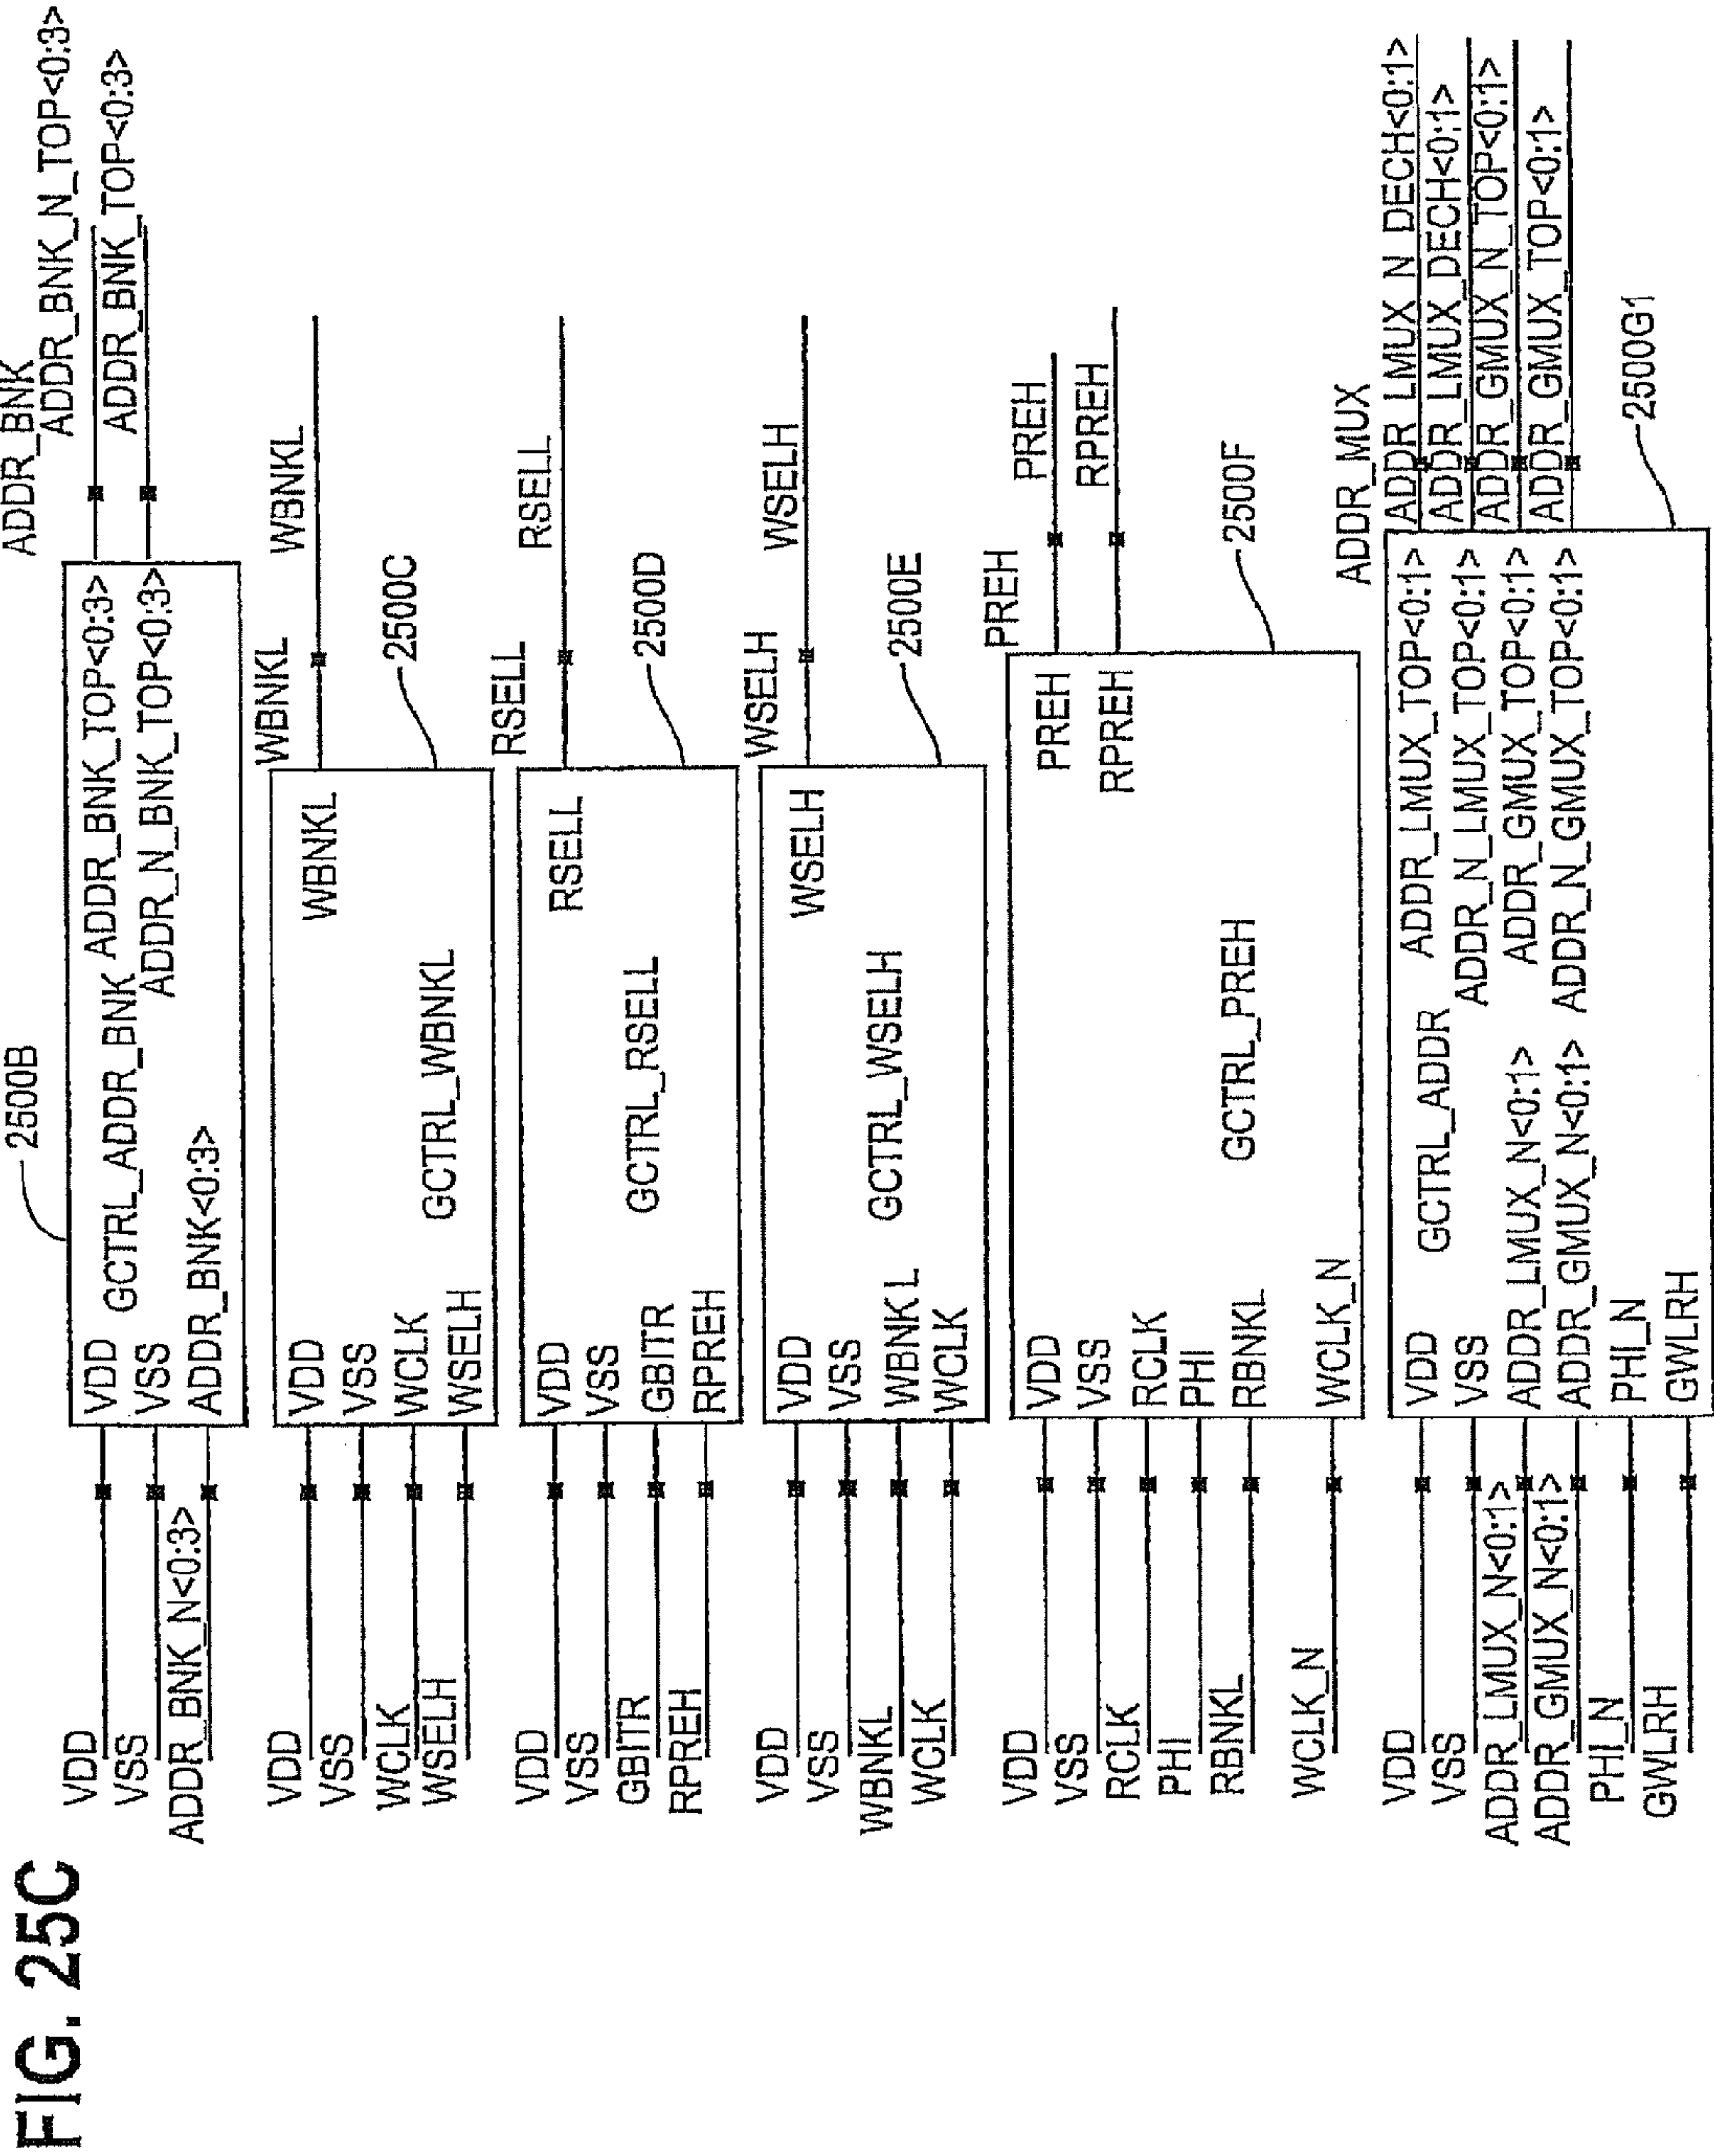 FIG. 25C
2500B
ADDR_BNK
VDD
VSS
ADDR_BNK_N<0:3>
VDD
VSS
ADDR_BNK<0:3>
GCTRL_ADDR_BNK
ADDR_BNK_TOP<0:3>
ADDR_N_BNK_TOP<0:3>
ADDR_BNK_N_TOP<0:3>
ADDR_BNK_TOP<0:3>
VDD
VSS
WCLK
WSELH
VDD
VSS
WCLK
WSELH
GCTRL_WBNKL
WBNKL
WBNKL
WBNKL
2500C
VDD
VSS
GBITR
RPREH
VDD
VSS
GBITR
RPREH
GCTRL_RSELL
RSELL
RSELL
RSELL
2500D
VDD
VSS
WBNKL
WCLK
VDD
VSS
WBNKL
WCLK
GCTRL_WSELH
WSELH
WSELH
WSELH
2500E
VDD
VSS
RCLK
PHI
RBNKL
WCLK_N
VDD
VSS
RCLK
PHI
RBNKL
WCLK_N
GCTRL_PREH
PREH
RPREH
PREH
PREH
RPREH
2500F
ADDR_MUX
VDD
VSS
ADDR_LMUX_N<0:1>
ADDR_GMUX_N<0:1>
PHI_N
GWLRH
VDD
VSS
ADDR_LMUX_N<0:1>
ADDR_GMUX_N<0:1>
PHI_N
GWLRH
GCTRL_ADDR
ADDR_LMUX_TOP<0:1>
ADDR_N_LMUX_TOP<0:1>
ADDR_GMUX_TOP<0:1>
ADDR_N_GMUX_TOP<0:1>
ADDR_LMUX_N_DECH<0:1>
ADDR_LMUX_DECH<0:1>
ADDR_GMUX_N_TOP<0:1>
ADDR_GMUX_TOP<0:1>
2500G1